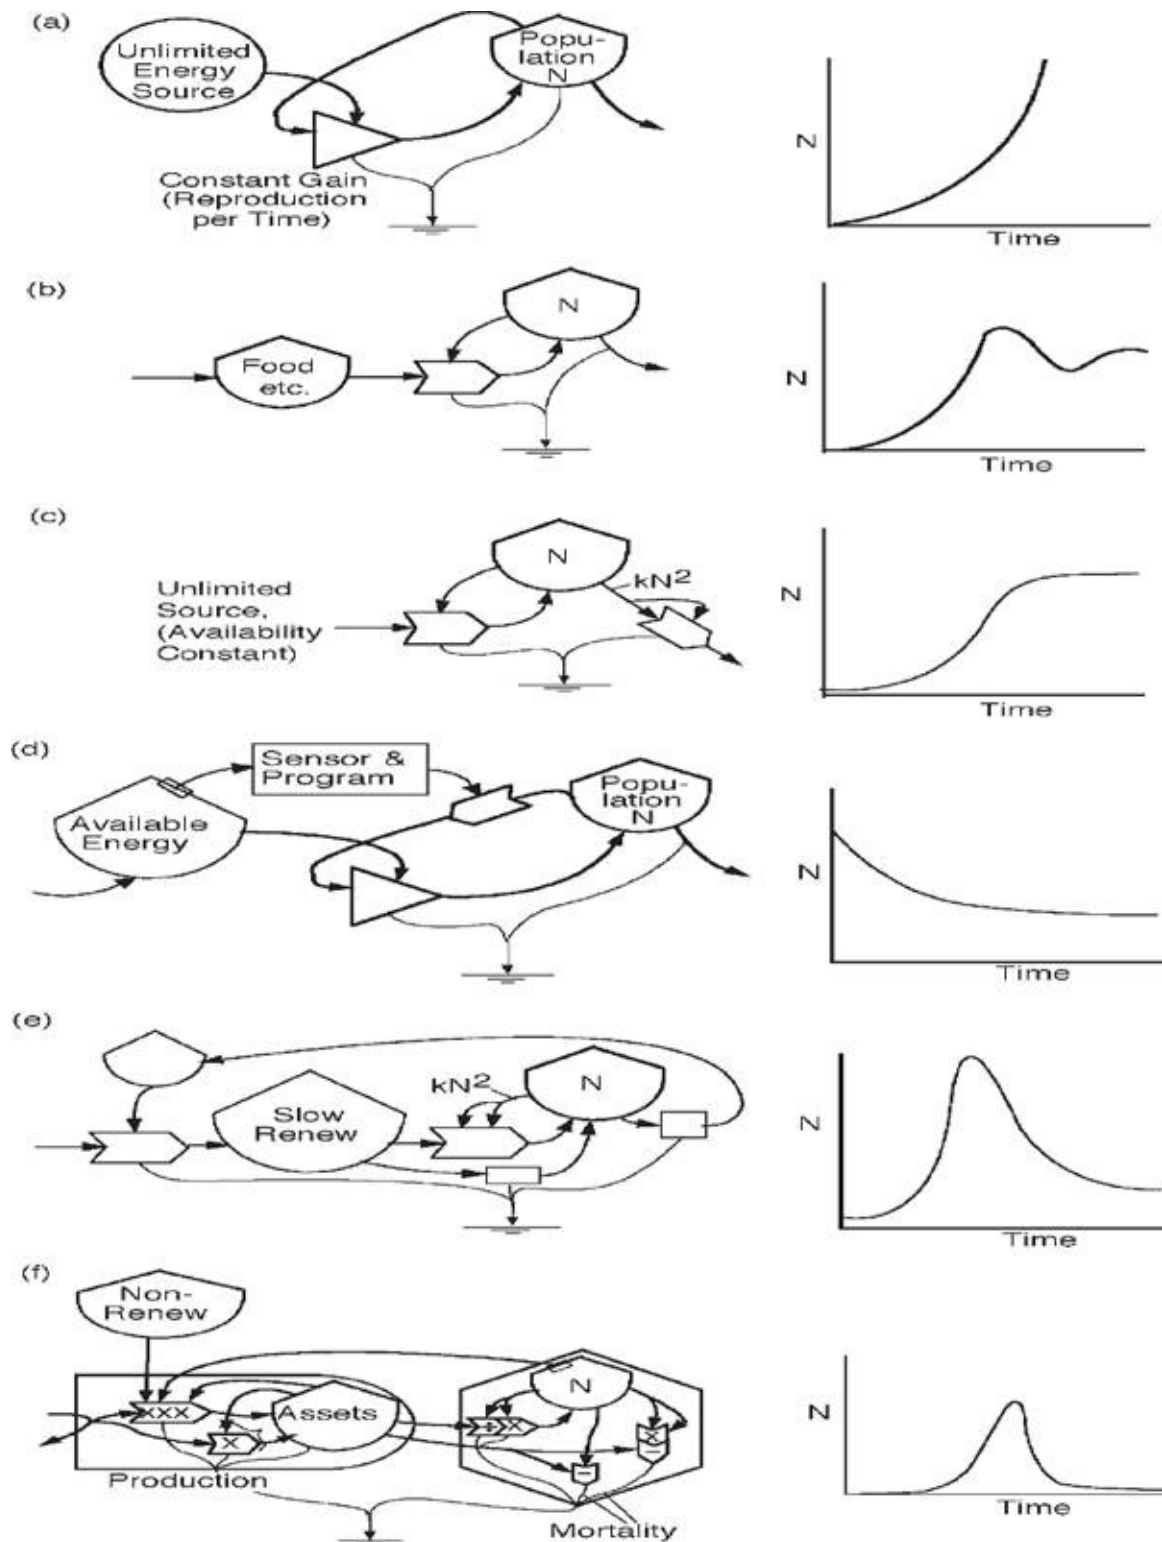 (a)
Unlimited
Energy
Source
Popu-
lation
N
Constant Gain
(Reproduction
per Time)
N
Time
(b)
N
Food
etc.
N
Time
(c)
N
kN2
Unlimited
Source,
(Availability
Constant)
N
Time
(d)
Sensor &
Program
Available
Energy
Popu-
lation
N
N
Time
(e)
kN2
N
Slow
Renew
N
Time
(f)
Non-
Renew
N
XXX
Assets
+ X
X
X
-
-
Production
Mortality
N
Time